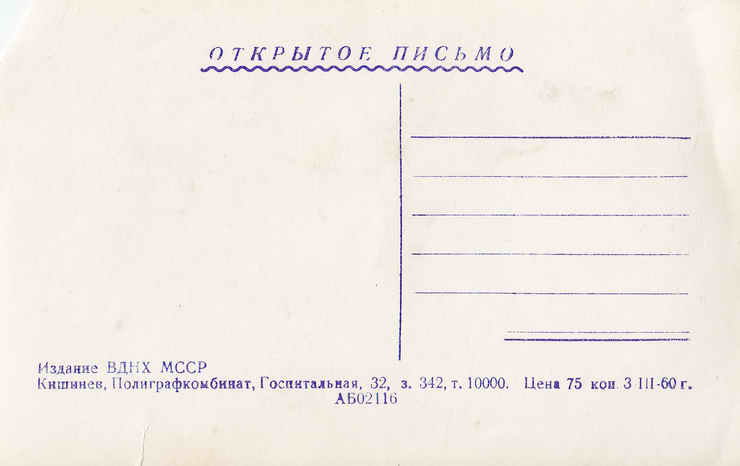 ОТКРЫТОЕ ПИСЬМО
Издание ВДНХ МССР
Кишинев, Полиграфкомбинат, Госпитальная, 32, з. 342, т. 10000. Цена 75 коп. 3-III-60 г.
АБ02116